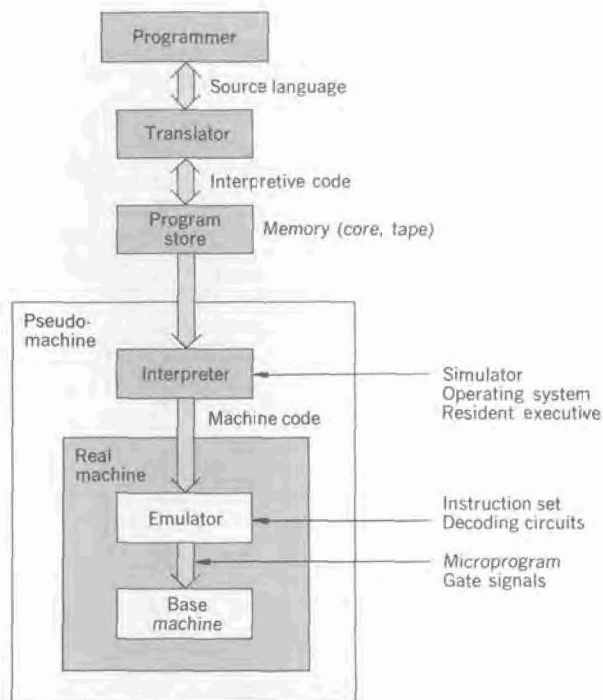 Programmer
Source language
Translator
Interpretive code
Program
store
Memory (core, tape)
Pseudo-
machine
Interpreter
Simulator
Operating system
Resident executive
Machine code
Real
machine
Emulator
Instruction set
Decoding circuits
Microprogram
Gate signals
Base
machine